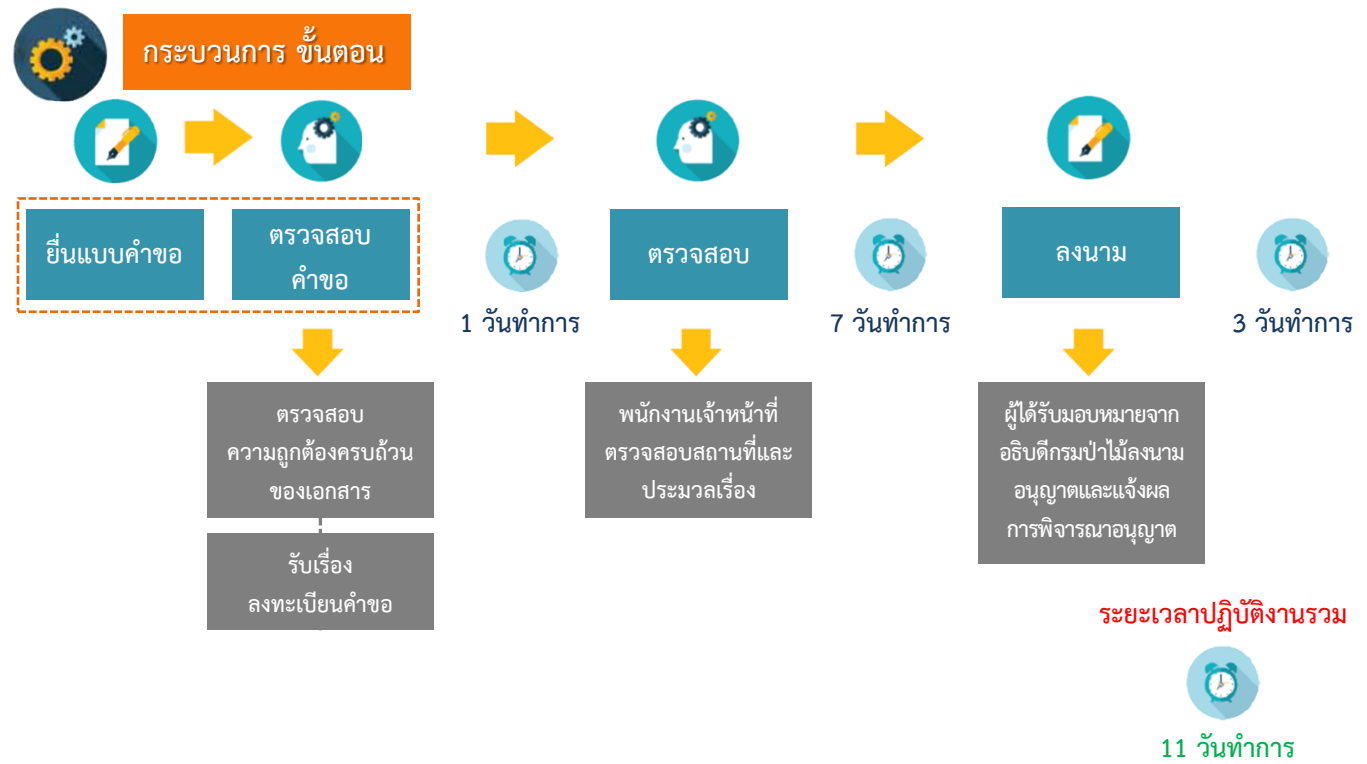 กระบวนการ ขั้นตอน
ยื่นแบบคำขอ
ตรวจสอบ
คำขอ
1 วันทำการ
ตรวจสอบ
7 วันทำการ
ลงนาม
3 วันทำการ
ตรวจสอบ
ความถูกต้องครบถ้วน
ของเอกสาร
รับเรื่อง
ลงทะเบียนคำขอ
พนักงานเจ้าหน้าที่
ตรวจสอบสถานที่และ
ประมวลเรื่อง
ผู้ได้รับมอบหมายจาก
อธิบดีกรมป่าไม้ลงนาม
อนุญาตและแจ้งผล
การพิจารณาอนุญาต
ระยะเวลาปฏิบัติงานรวม
11 วันทำการ